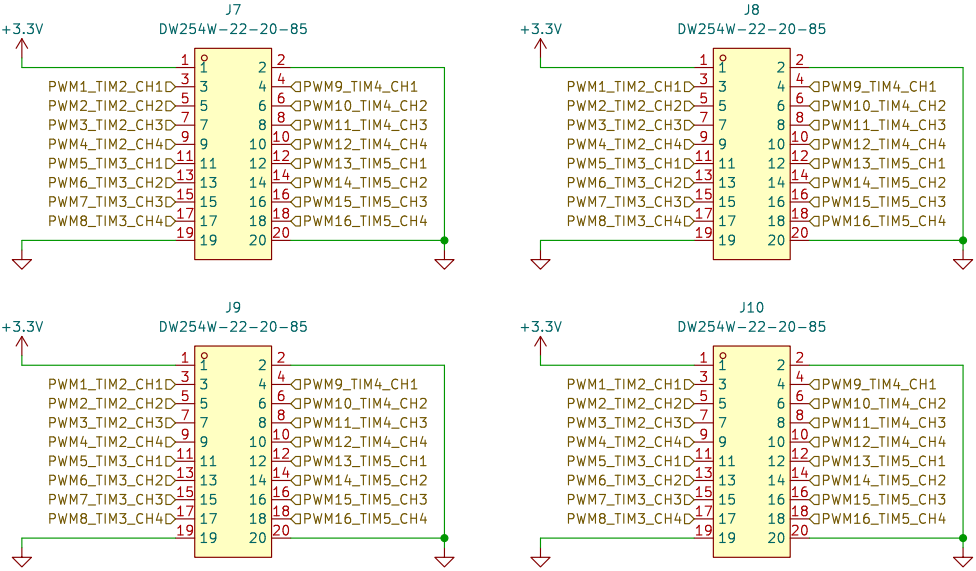 J7
DW254W-22-20-85
+3.3V
1 1 2 2
PWM1_TIM2_CH1 3 3 4 4 PWM9_TIM4_CH1
PWM2_TIM2_CH2 5 5 6 6 PWM10_TIM4_CH2
PWM3_TIM2_CH3 7 7 8 8 PWM11_TIM4_CH3
PWM4_TIM2_CH4 9 9 10 10 PWM12_TIM4_CH4
PWM5_TIM3_CH1 11 11 12 12 PWM13_TIM5_CH1
PWM6_TIM3_CH2 13 13 14 14 PWM14_TIM5_CH2
PWM7_TIM3_CH3 15 15 16 16 PWM15_TIM5_CH3
PWM8_TIM3_CH4 17 17 18 18 PWM16_TIM5_CH4
19 19 20 20
J8
DW254W-22-20-85
+3.3V
1 1 2 2
PWM1_TIM2_CH1 3 3 4 4 PWM9_TIM4_CH1
PWM2_TIM2_CH2 5 5 6 6 PWM10_TIM4_CH2
PWM3_TIM2_CH3 7 7 8 8 PWM11_TIM4_CH3
PWM4_TIM2_CH4 9 9 10 10 PWM12_TIM4_CH4
PWM5_TIM3_CH1 11 11 12 12 PWM13_TIM5_CH1
PWM6_TIM3_CH2 13 13 14 14 PWM14_TIM5_CH2
PWM7_TIM3_CH3 15 15 16 16 PWM15_TIM5_CH3
PWM8_TIM3_CH4 17 17 18 18 PWM16_TIM5_CH4
19 19 20 20
J9
DW254W-22-20-85
+3.3V
1 1 2 2
PWM1_TIM2_CH1 3 3 4 4 PWM9_TIM4_CH1
PWM2_TIM2_CH2 5 5 6 6 PWM10_TIM4_CH2
PWM3_TIM2_CH3 7 7 8 8 PWM11_TIM4_CH3
PWM4_TIM2_CH4 9 9 10 10 PWM12_TIM4_CH4
PWM5_TIM3_CH1 11 11 12 12 PWM13_TIM5_CH1
PWM6_TIM3_CH2 13 13 14 14 PWM14_TIM5_CH2
PWM7_TIM3_CH3 15 15 16 16 PWM15_TIM5_CH3
PWM8_TIM3_CH4 17 17 18 18 PWM16_TIM5_CH4
19 19 20 20
J10
DW254W-22-20-85
+3.3V
1 1 2 2
PWM1_TIM2_CH1 3 3 4 4 PWM9_TIM4_CH1
PWM2_TIM2_CH2 5 5 6 6 PWM10_TIM4_CH2
PWM3_TIM2_CH3 7 7 8 8 PWM11_TIM4_CH3
PWM4_TIM2_CH4 9 9 10 10 PWM12_TIM4_CH4
PWM5_TIM3_CH1 11 11 12 12 PWM13_TIM5_CH1
PWM6_TIM3_CH2 13 13 14 14 PWM14_TIM5_CH2
PWM7_TIM3_CH3 15 15 16 16 PWM15_TIM5_CH3
PWM8_TIM3_CH4 17 17 18 18 PWM16_TIM5_CH4
19 19 20 20